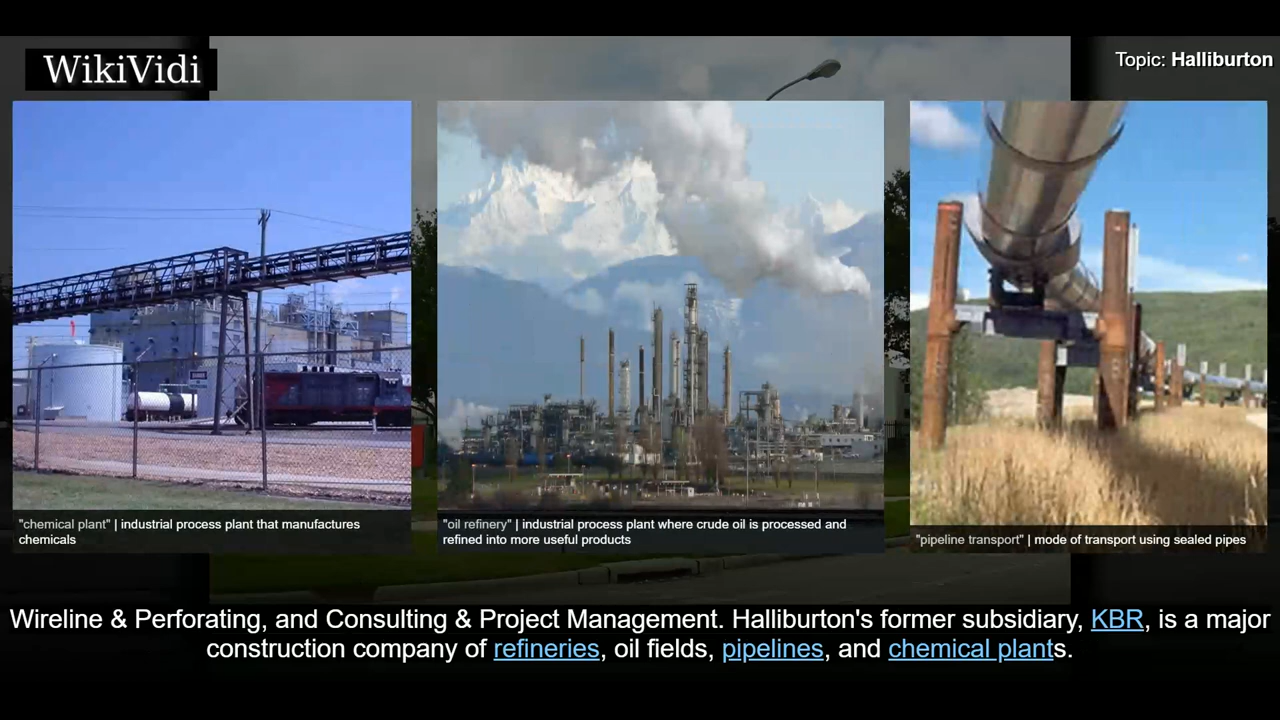 WikiVidi
Topic: Halliburton
"chemical plant" | industrial process plant that manufactures
chemicals
"oil refinery" | industrial process plant where crude oil is processed and
refined into more useful products
"pipeline transport" | mode of transport using sealed pipes
Wireline & Perforating, and Consulting & Project Management. Halliburton's former subsidiary, KBR, is a major
construction company of refineries, oil fields, pipelines, and chemical plants.